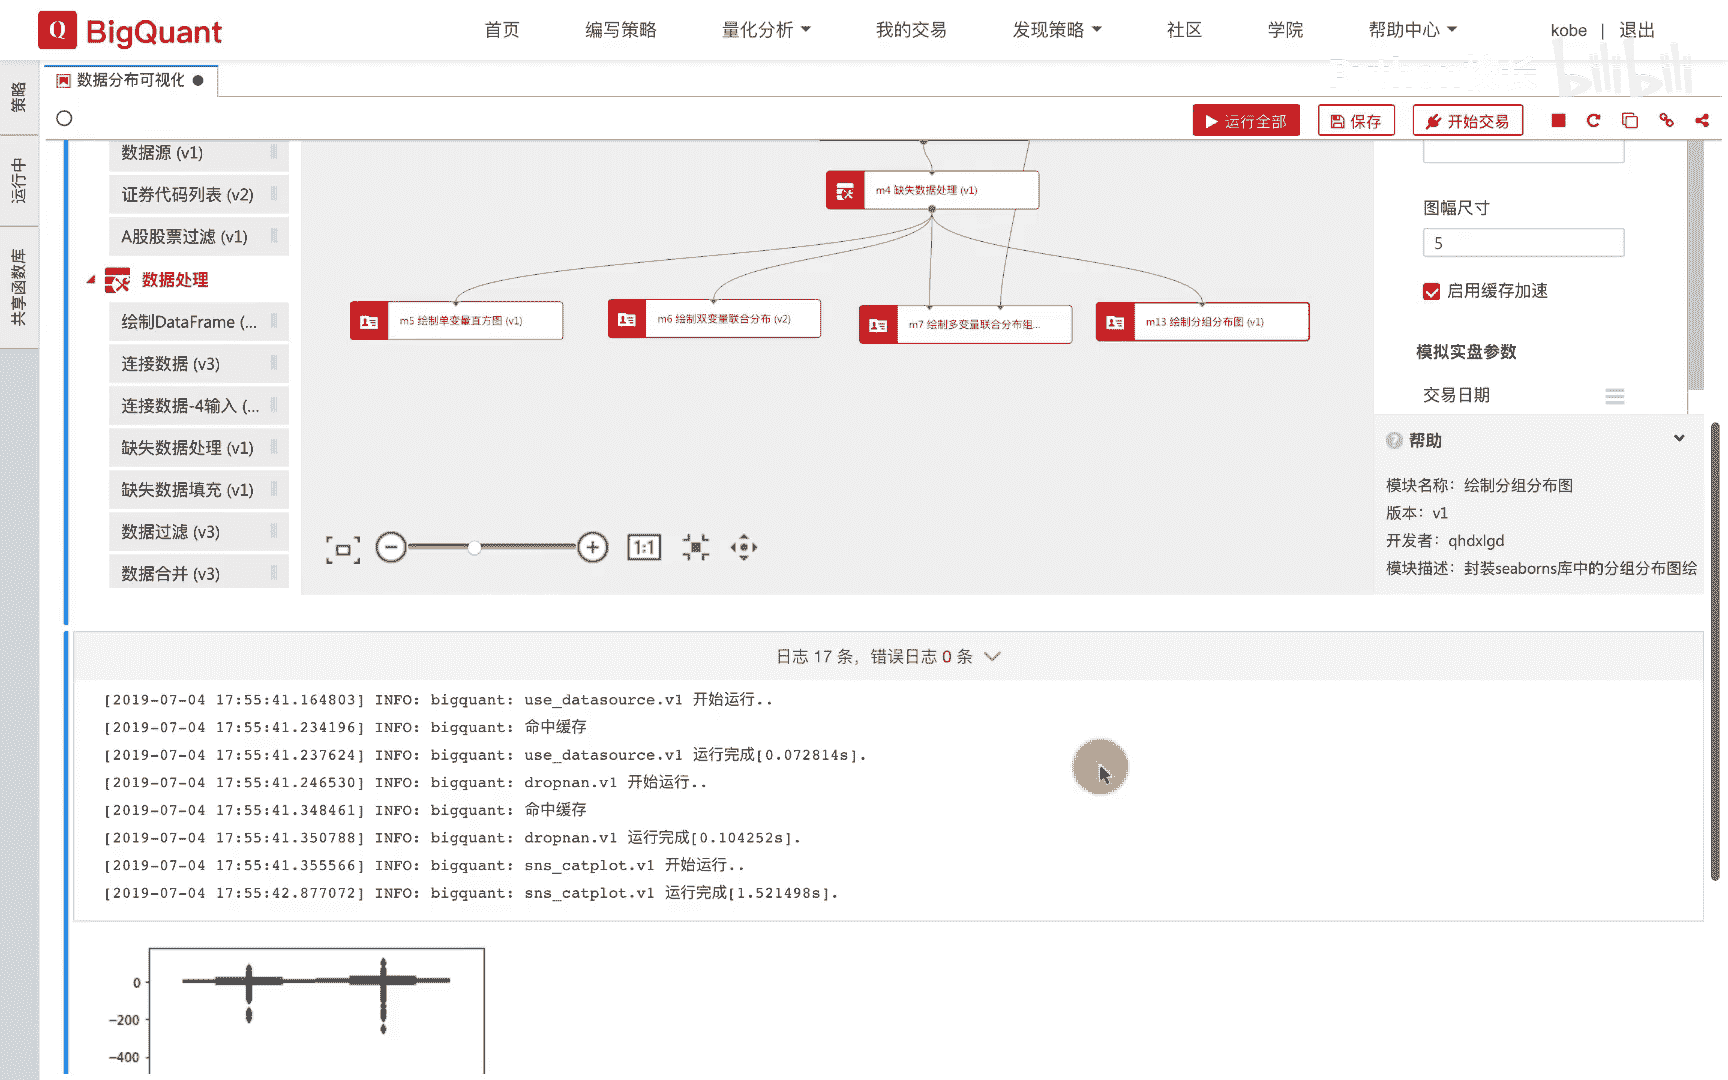 Q BigQuant 首页 编写策略 量化分析 我的交易 发现策略 社区 学院 帮助中心 kobe | 退出
bilibili
策略
运行中
共享函数库
数据分布可视化
运行全部 保存 开始交易
数据源 (v1)
证券代码列表 (v2)
A股股票过滤 (v1)
数据处理
绘制DataFrame (...
连接数据 (v3)
连接数据-4输入 (...
缺失数据处理 (v1)
缺失数据填充 (v1)
数据过滤 (v3)
数据合并 (v3)
m4 缺失数据处理 (v1)
m5 绘制单变量直方图 (v1)
m6 绘制双变量联合分布 (v2)
m7 绘制多变量联合分布组...
m13 绘制分组分布图 (v1)
1:1
图幅尺寸
5
启用缓存加速
模拟实盘参数
交易日期
帮助
模块名称：绘制分组分布图
版本：v1
开发者：qhdxlgd
模块描述：封装seaborns库中的分组分布图绘
日志 17 条，错误日志 0 条
[2019-07-04 17:55:41.164803] INFO: bigquant: use_datasource.v1 开始运行..
[2019-07-04 17:55:41.234196] INFO: bigquant: 命中缓存
[2019-07-04 17:55:41.237624] INFO: bigquant: use_datasource.v1 运行完成[0.072814s].
[2019-07-04 17:55:41.246530] INFO: bigquant: dropnan.v1 开始运行..
[2019-07-04 17:55:41.348461] INFO: bigquant: 命中缓存
[2019-07-04 17:55:41.350788] INFO: bigquant: dropnan.v1 运行完成[0.104252s].
[2019-07-04 17:55:41.355566] INFO: bigquant: sns_catplot.v1 开始运行..
[2019-07-04 17:55:42.877072] INFO: bigquant: sns_catplot.v1 运行完成[1.521498s].
0
−200
−400